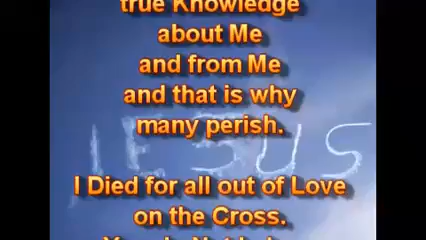 true Knowledge
about Me
and from Me
and that is why
many perish.
JESUS
I Died for all out of Love
on the Cross.